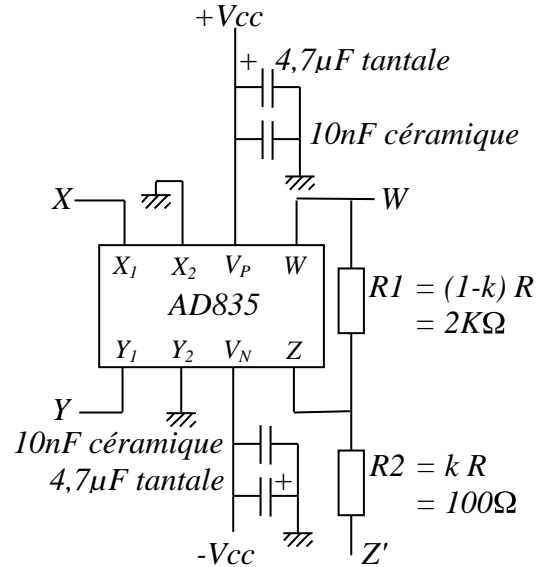 +Vcc
+ 4,7µF tantale
10nF céramique
X
W
X1 X2 VP W
AD835
Y1 Y2 VN Z
R1 = (1-k) R
= 2KΩ
Y
10nF céramique
4,7µF tantale
+
R2 = k R
= 100Ω
-Vcc
Z'